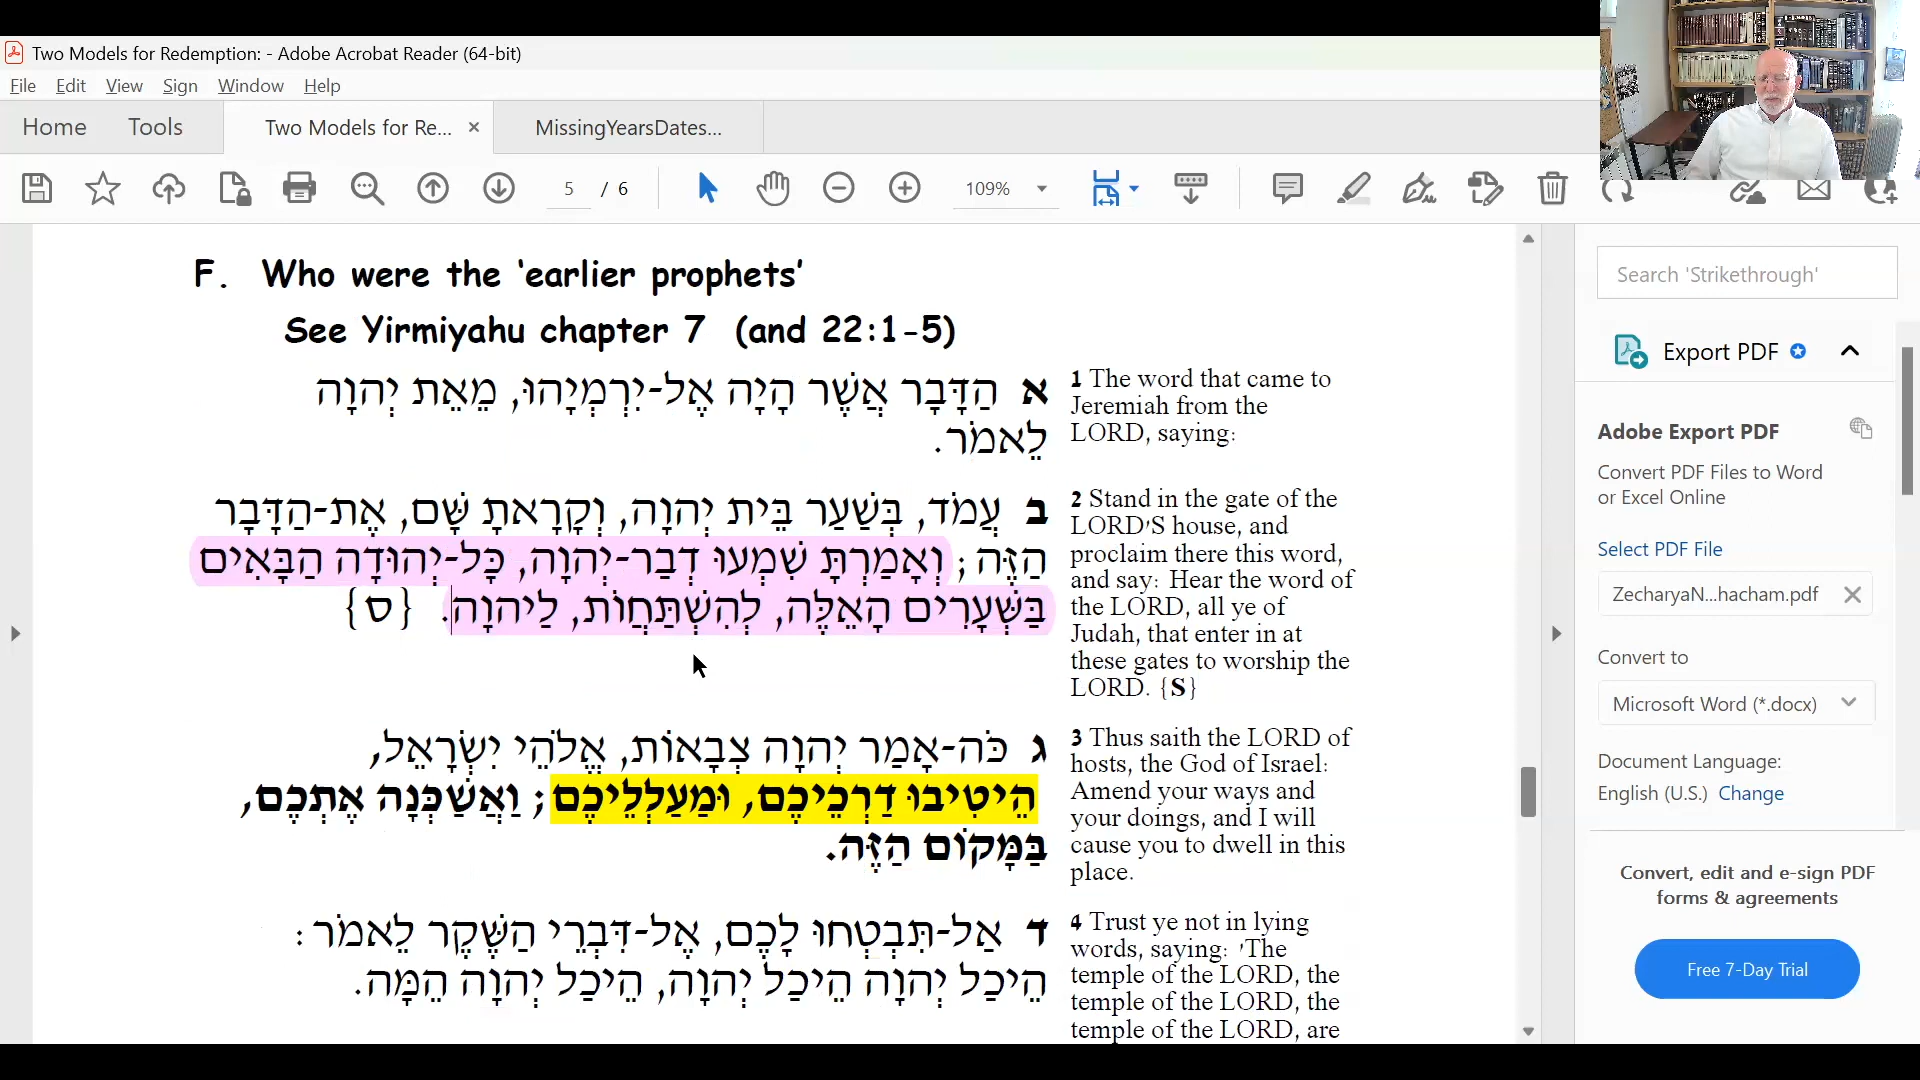 Two Models for Redemption: - Adobe Acrobat Reader (64-bit)
File Edit View Sign Window Help
Home Tools Two Models for Re... × MissingYearsDates...
5 / 6 109%
F. Who were the ‘earlier prophets’
See Yirmiyahu chapter 7 (and 22:1-5)
א הַדָּבָר אֲשֶׁר הָיָה אֶל-יִרְמְיָהוּ, מֵאֵת יְהוָה
לֵאמֹר.
1 The word that came to
Jeremiah from the
LORD, saying:
ב עֲמֹד, בְּשַׁעַר בֵּית יְהוָה, וְקָרָאתָ שָּׁם, אֶת-הַדָּבָר
הַזֶּה; וְאָמַרְתָּ שִׁמְעוּ דְבַר-יְהוָה, כָּל-יְהוּדָה הַבָּאִים
בַּשְּׁעָרִים הָאֵלֶּה, לְהִשְׁתַּחֲוֺת, לַיהוָה. {ס}
2 Stand in the gate of the
LORD'S house, and
proclaim there this word,
and say: Hear the word of
the LORD, all ye of
Judah, that enter in at
these gates to worship the
LORD. {S}
ג כֹּה-אָמַר יְהוָה צְבָאוֹת, אֱלֹהֵי יִשְׂרָאֵל,
הֵיטִיבוּ דַרְכֵיכֶם, וּמַעַלְלֵיכֶם; וַאֲשַׁכְּנָה אֶתְכֶם,
בַּמָּקוֹם הַזֶּה.
3 Thus saith the LORD of
hosts, the God of Israel:
Amend your ways and
your doings, and I will
cause you to dwell in this
place.
ד אַל-תִּבְטְחוּ לָכֶם, אֶל-דִּבְרֵי הַשֶּׁקֶר לֵאמֹר:
הֵיכַל יְהוָה הֵיכַל יְהוָה, הֵיכַל יְהוָה הֵמָּה.
4 Trust ye not in lying
words, saying: 'The
temple of the LORD, the
temple of the LORD, the
temple of the LORD, are
Search 'Strikethrough'
Export PDF
Adobe Export PDF
Convert PDF Files to Word
or Excel Online
Select PDF File
ZecharyaN...hacham.pdf
Convert to
Microsoft Word (*.docx)
Document Language:
English (U.S.) Change
Convert, edit and e-sign PDF
forms & agreements
Free 7-Day Trial